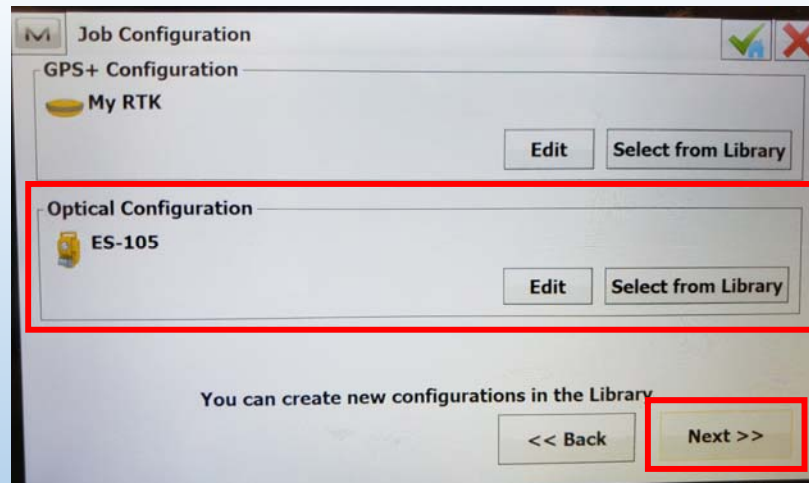 Job Configuration
GPS+ Configuration
My RTK
Edit Select from Library
Optical Configuration
ES-105
Edit Select from Library
You can create new configurations in the Library
<< Back Next >>